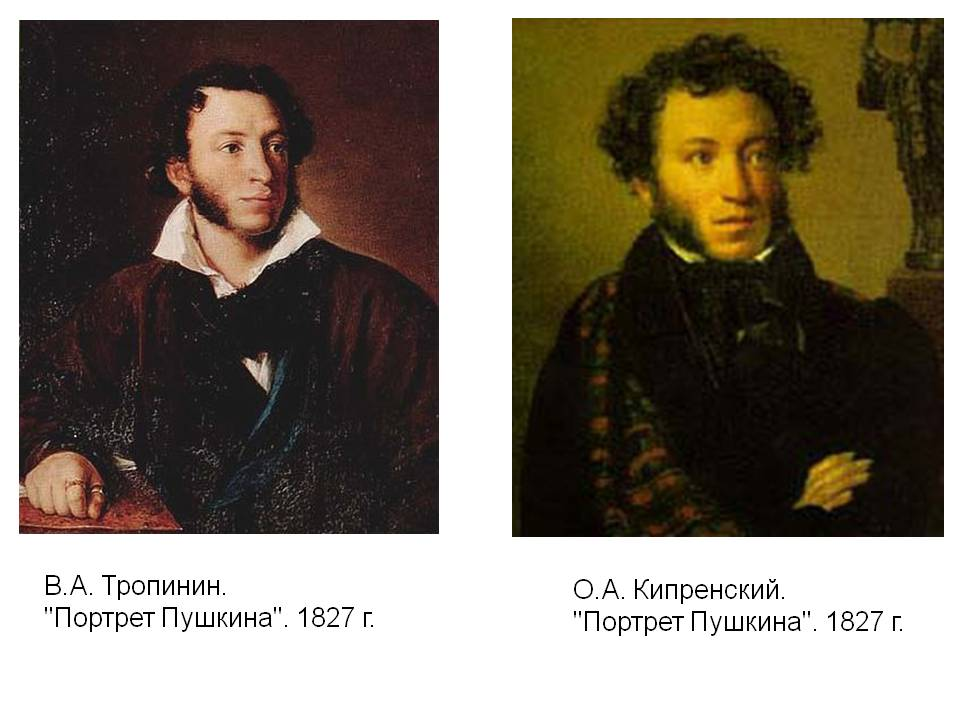 В.А. Тропинин.
"Портрет Пушкина". 1827 г.
О.А. Кипренский.
"Портрет Пушкина". 1827 г.